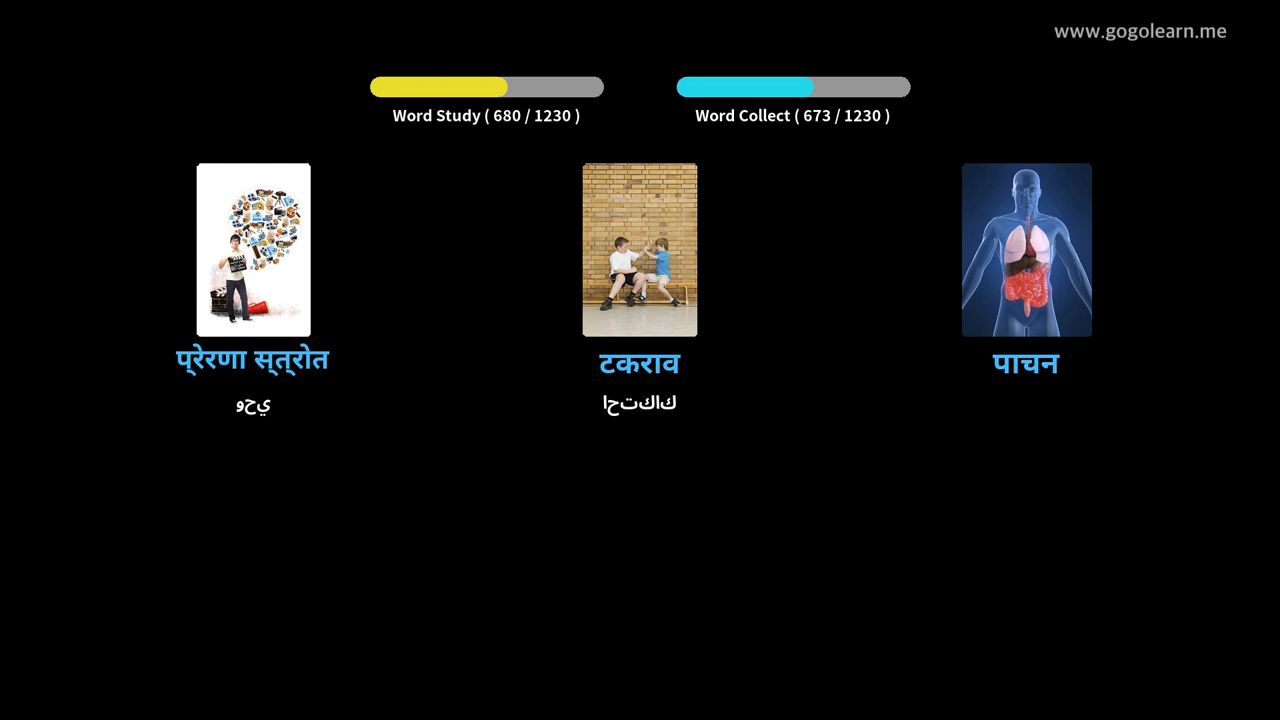 www.gogolearn.me
Word Study ( 680 / 1230 )
Word Collect ( 673 / 1230 )
प्रेरणा स्त्रोत
टकराव
पाचन
وحي
احتكاك